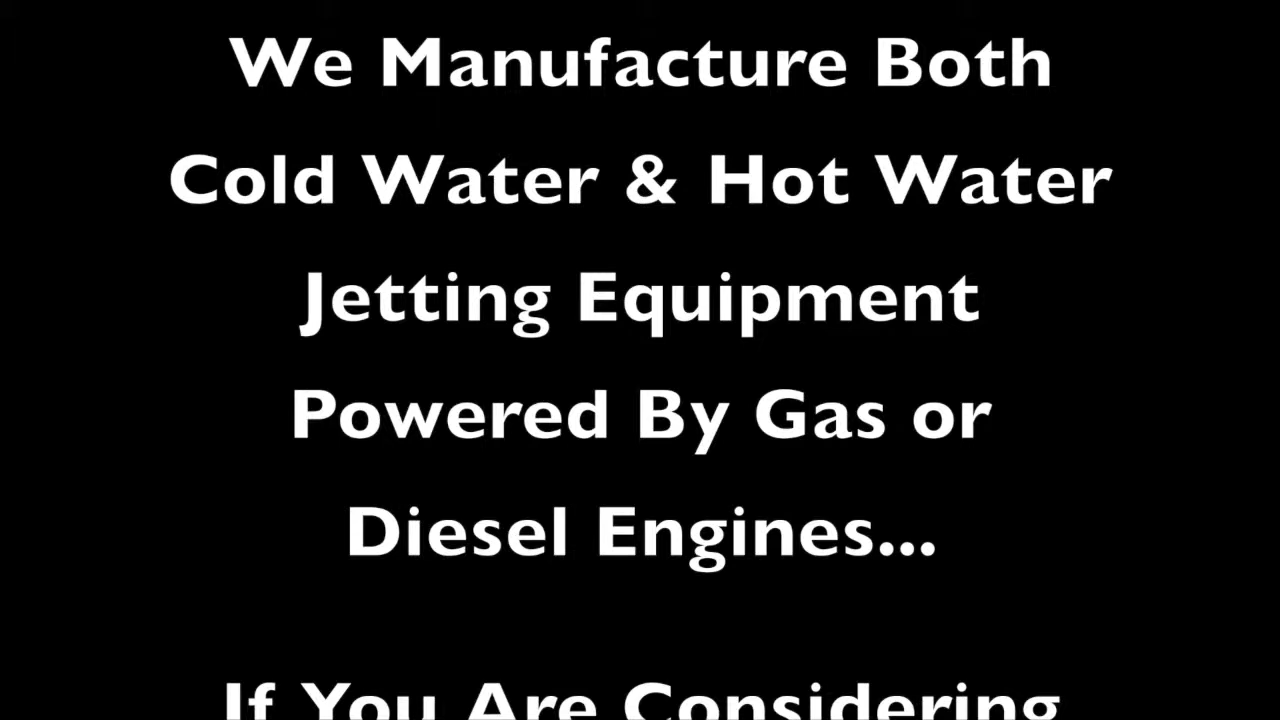 We Manufacture Both
Cold Water & Hot Water
Jetting Equipment
Powered By Gas or
Diesel Engines...
If You Are Considering